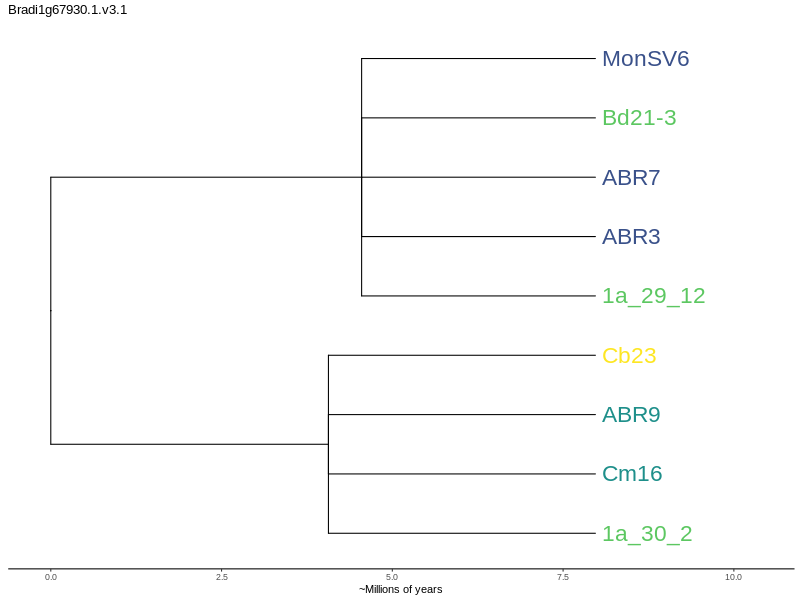 Bradi1g67930.1.v3.1
MonSV6
Bd21-3
ABR7
ABR3
1a_29_12
Cb23
ABR9
Cm16
1a_30_2
0.0 2.5 5.0 7.5 10.0
~Millions of years